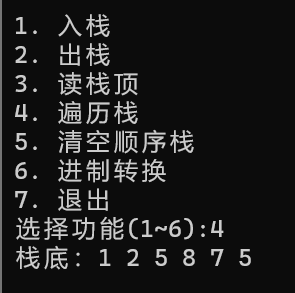 1. 入栈
2. 出栈
3. 读栈顶
4. 遍历栈
5. 清空顺序栈
6. 进制转换
7. 退出
选择功能(1~6):4
栈底: 1 2 5 8 7 5